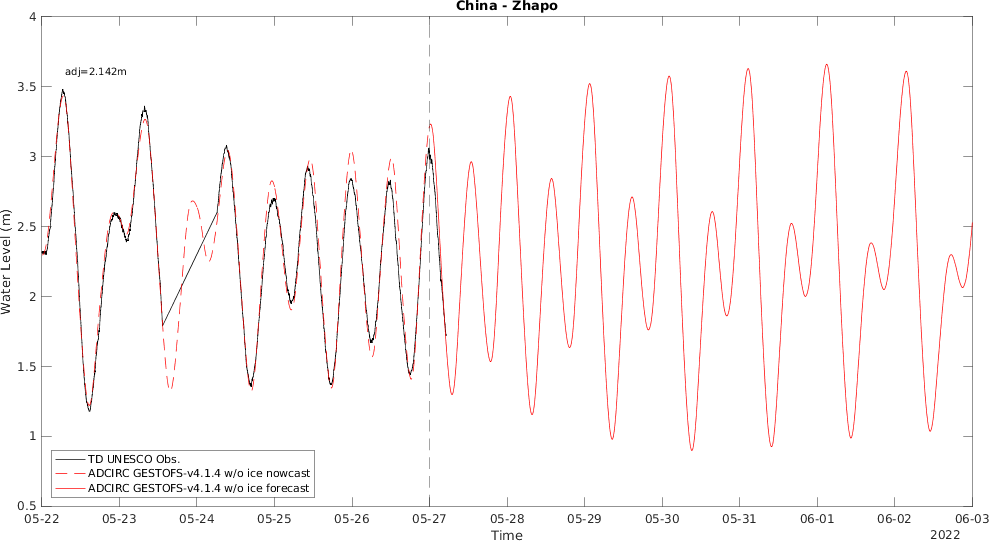 China - Zhapo
4
3.5
3
2.5
2
1.5
1
0.5
Water Level (m)
adj=2.142m
TD UNESCO Obs.
ADCIRC GESTOFS-v4.1.4 w/o ice nowcast
ADCIRC GESTOFS-v4.1.4 w/o ice forecast
05-22 05-23 05-24 05-25 05-26 05-27 05-28 05-29 05-30 05-31 06-01 06-02 06-03
Time
2022